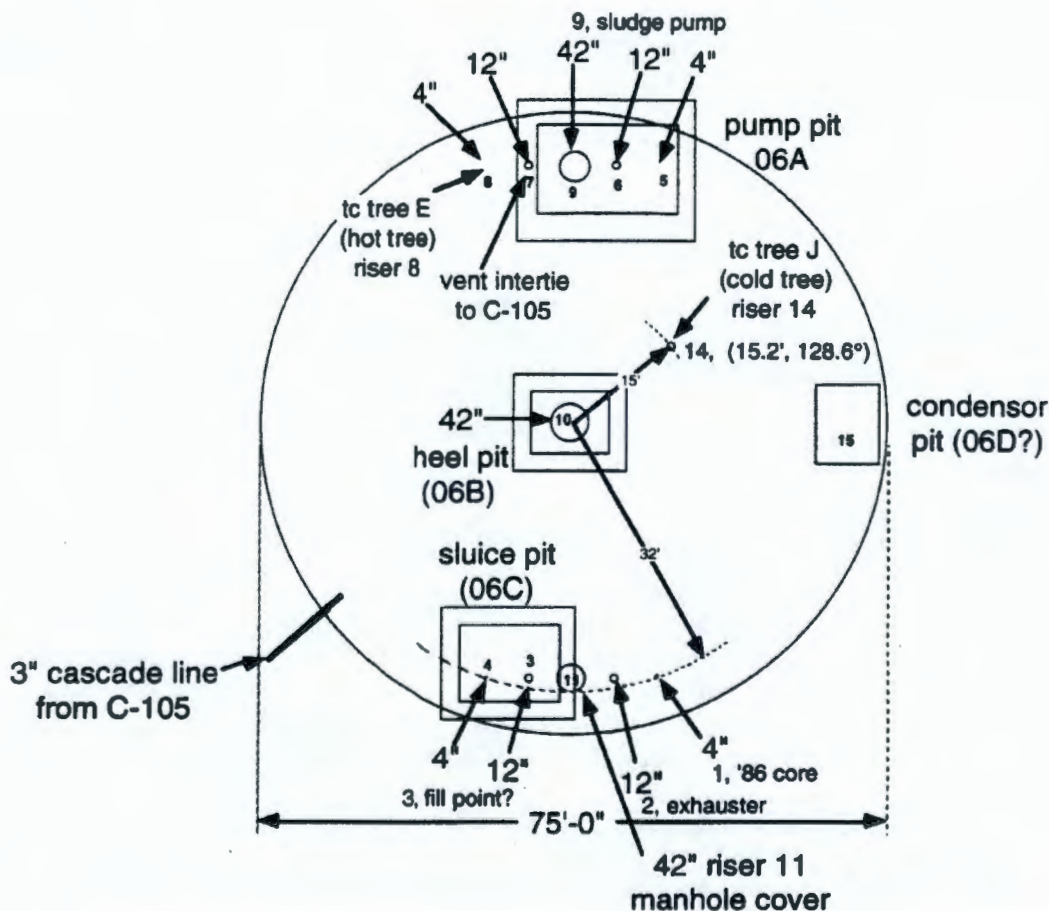 9, sludge pump
42"
12"
12"
4"
4"
pump pit
06A
8
7
9
6
5
tc tree E
(hot tree)
riser 8
vent intertie
to C-105
tc tree J
(cold tree)
riser 14
14, (15.2', 128.6°)
15'
42"
10
heel pit
(06B)
15
condensor
pit (06D?)
32'
sluice pit
(06C)
3" cascade line
from C-105
4
3
11
4"
12"
3, fill point?
12"
2, exhauster
4"
1, '86 core
75'-0"
42" riser 11
manhole cover